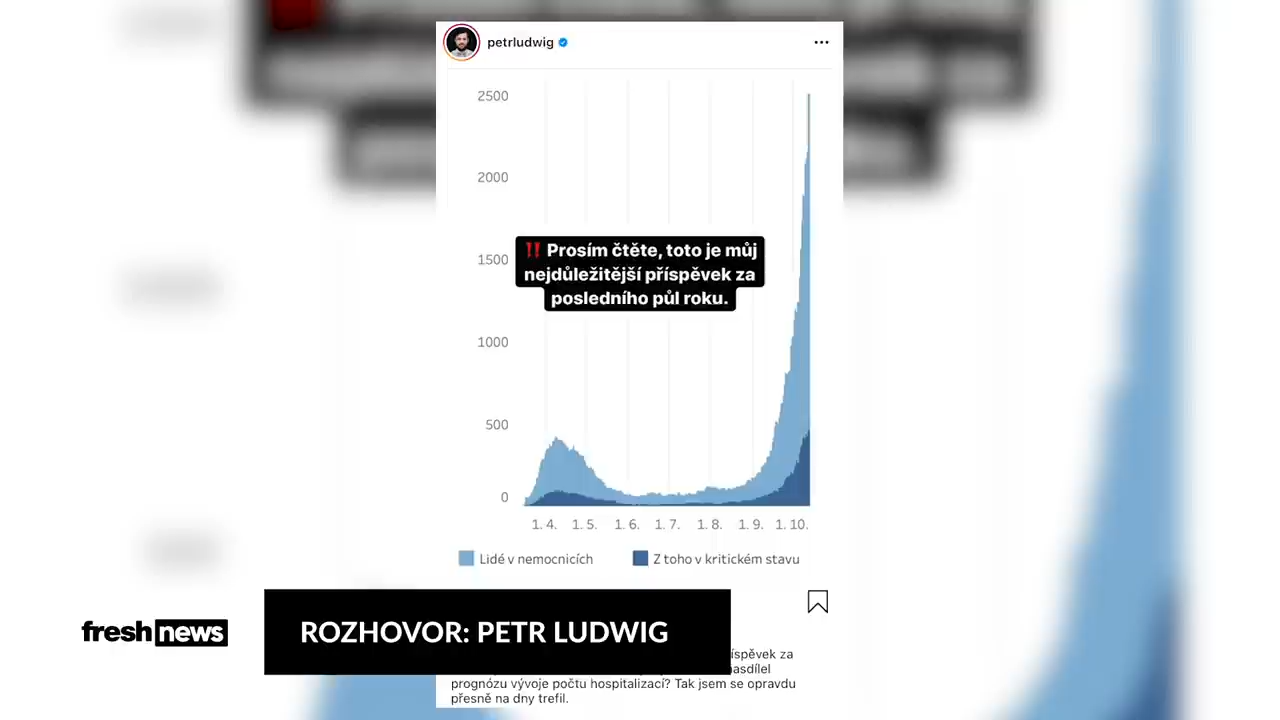 petrludwig
2500
2000
1500
1000
500
0
‼ Prosím čtěte, toto je můj
nejdůležitější příspěvek za
posledního půl roku.
1. 4. 1. 5. 1. 6. 1. 7. 1. 8. 1. 9. 1. 10.
Lidé v nemocnicích Z toho v kritickém stavu
fresh news
ROZHOVOR: PETR LUDWIG
za
prognózu vývoje počtu hospitalizací? Tak jsem se opravdu
přesně na dny trefil.